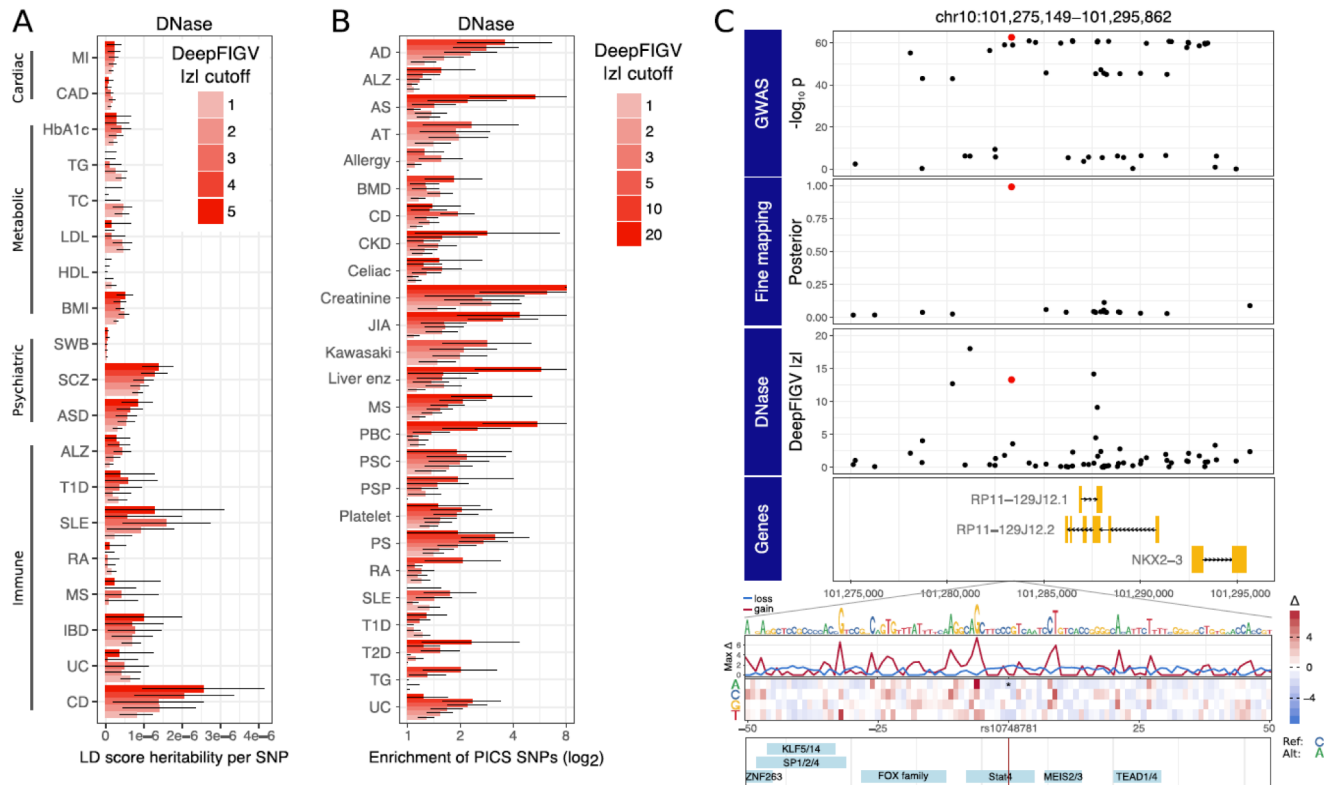 A
DNase
DeepFIGV
|z| cutoff
1
2
3
4
5
Cardiac
Metabolic
Psychiatric
Immune
MI
CAD
HbA1c
TG
TC
LDL
HDL
BMI
SWB
SCZ
ASD
ALZ
T1D
SLE
RA
MS
IBD
UC
CD
0 1e−6 2e−6 3e−6 4e−6
LD score heritability per SNP
B
DNase
DeepFIGV
|z| cutoff
1
2
3
5
10
20
AD
ALZ
AS
AT
Allergy
BMD
CD
CKD
Celiac
Creatinine
JIA
Kawasaki
Liver enz
MS
PBC
PSC
PSP
Platelet
PS
RA
SLE
T1D
T2D
TG
UC
1 2 4 8
Enrichment of PICS SNPs (log2)
C
chr10:101,275,149−101,295,862
GWAS
-log10 p
60
40
20
0
Fine mapping
Posterior
1.00
0.75
0.50
0.25
0.00
DNase
DeepFIGV |z|
20
15
10
5
0
Genes
RP11−129J12.1
RP11−129J12.2
NKX2−3
101,275,000 101,280,000 101,285,000 101,290,000 101,295,000
loss
gain
Δ
4
0
−4
Max Δ
6
4
2
0
A
C
G
T
*
−50 −25 rs10748781 25 50
Ref: C
Alt: A
KLF5/14
SP1/2/4
ZNF263 FOX family Stat4 MEIS2/3 TEAD1/4